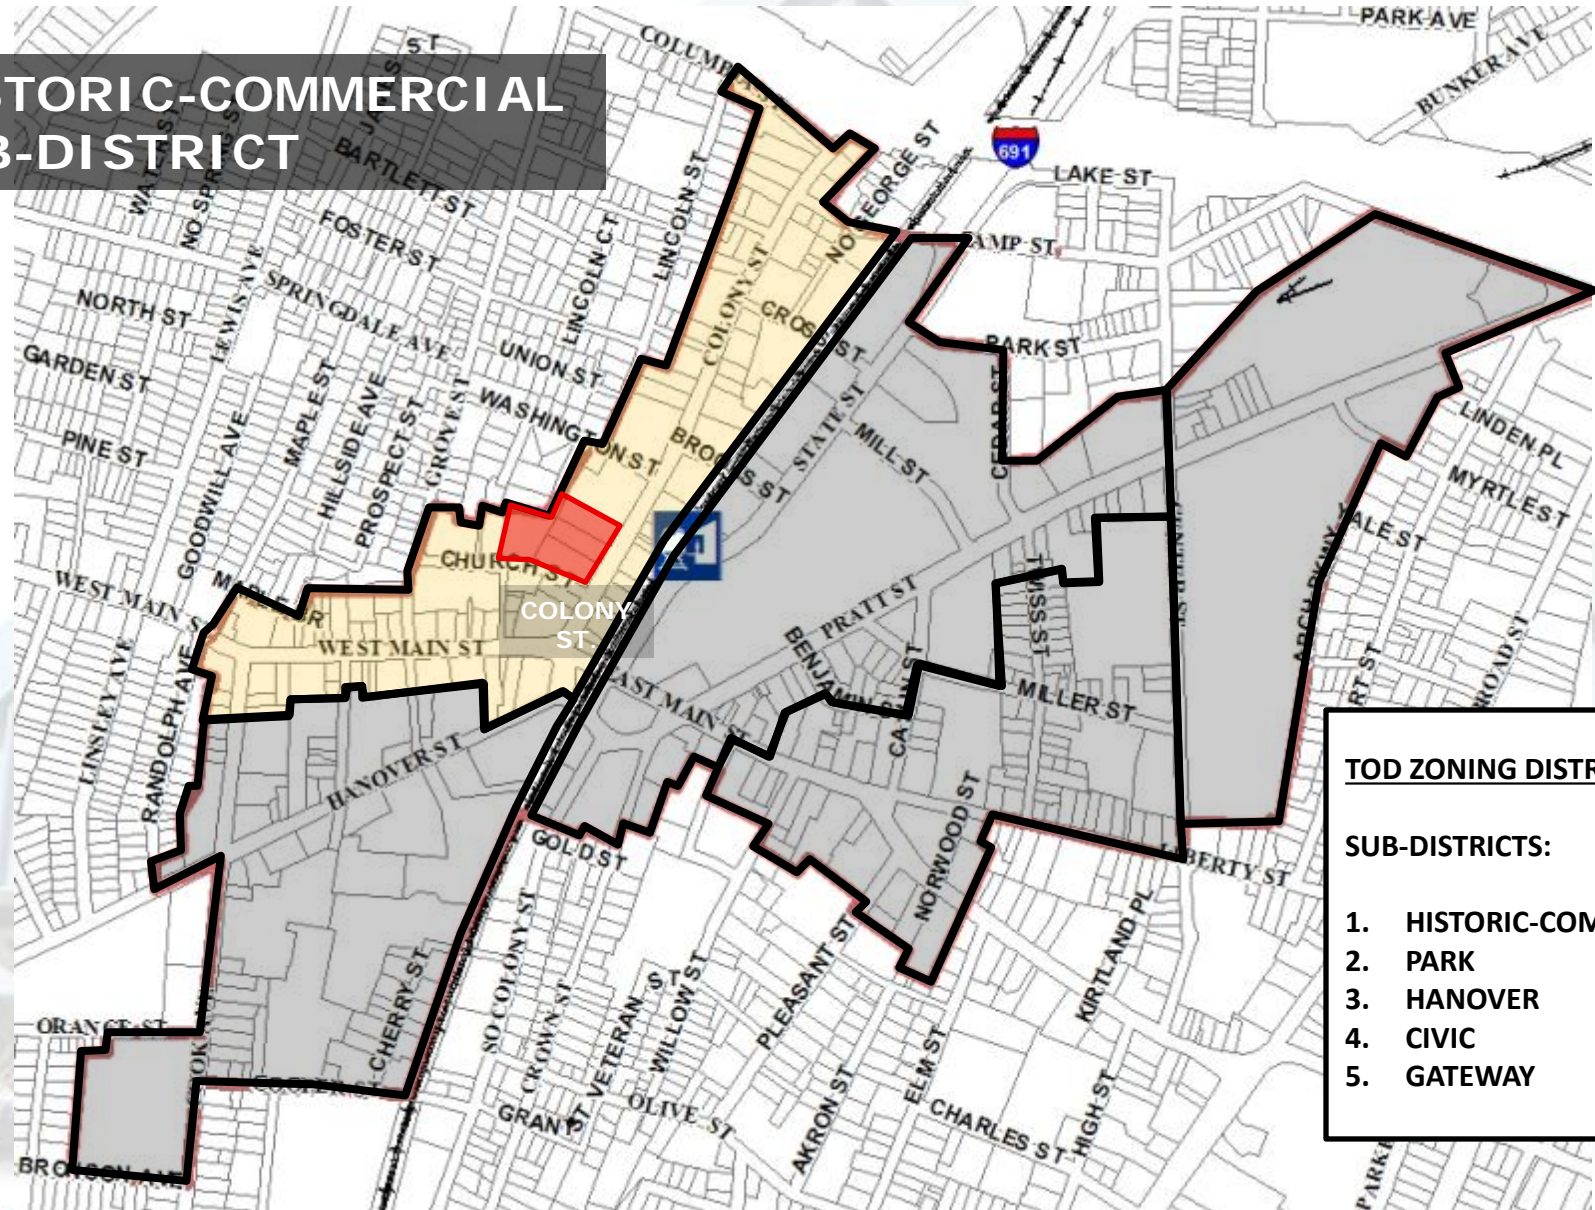 STORIC-COMMERCIAL
B-DISTRICT
PARK AVE
BUNKER AVE
691
LAKE ST
ST
BARTLETT ST
FOSTER ST
LINCOLN ST
LINCOLN CT
NORTH ST
LEWIS AVE
SPRINGDALE AVE
GARDEN ST
UNION ST
WASHINGTON ST
COLONY ST
STATE ST
MILL ST
PARK ST
CEDAR ST
LINDEN PL
MYRTLE ST
YALE ST
PINE ST
GOODWILL AVE
MAPLE ST
HILLSIDE AVE
PROSPECT ST
GROVE ST
CHURCH ST
COLONY
ST
WEST MAIN S
WEST MAIN ST
PRATT ST
MILLER ST
LINSLEY AVE
RANDOLPH AVE
HANOVER ST
GOLD ST
NORWOOD ST
BROAD ST
KIRTLAND PL
PLEASANT ST
SO COLONY ST
CROWN ST
ST VETERAN
WILLOW ST
ST
CHERRY ST
GRANT
OLIVE ST
AKRON ST
ELM ST
CHARLES ST
HIGH ST
TOD ZONING DISTR
SUB-DISTRICTS:
1. HISTORIC-COM
2. PARK
3. HANOVER
4. CIVIC
5. GATEWAY